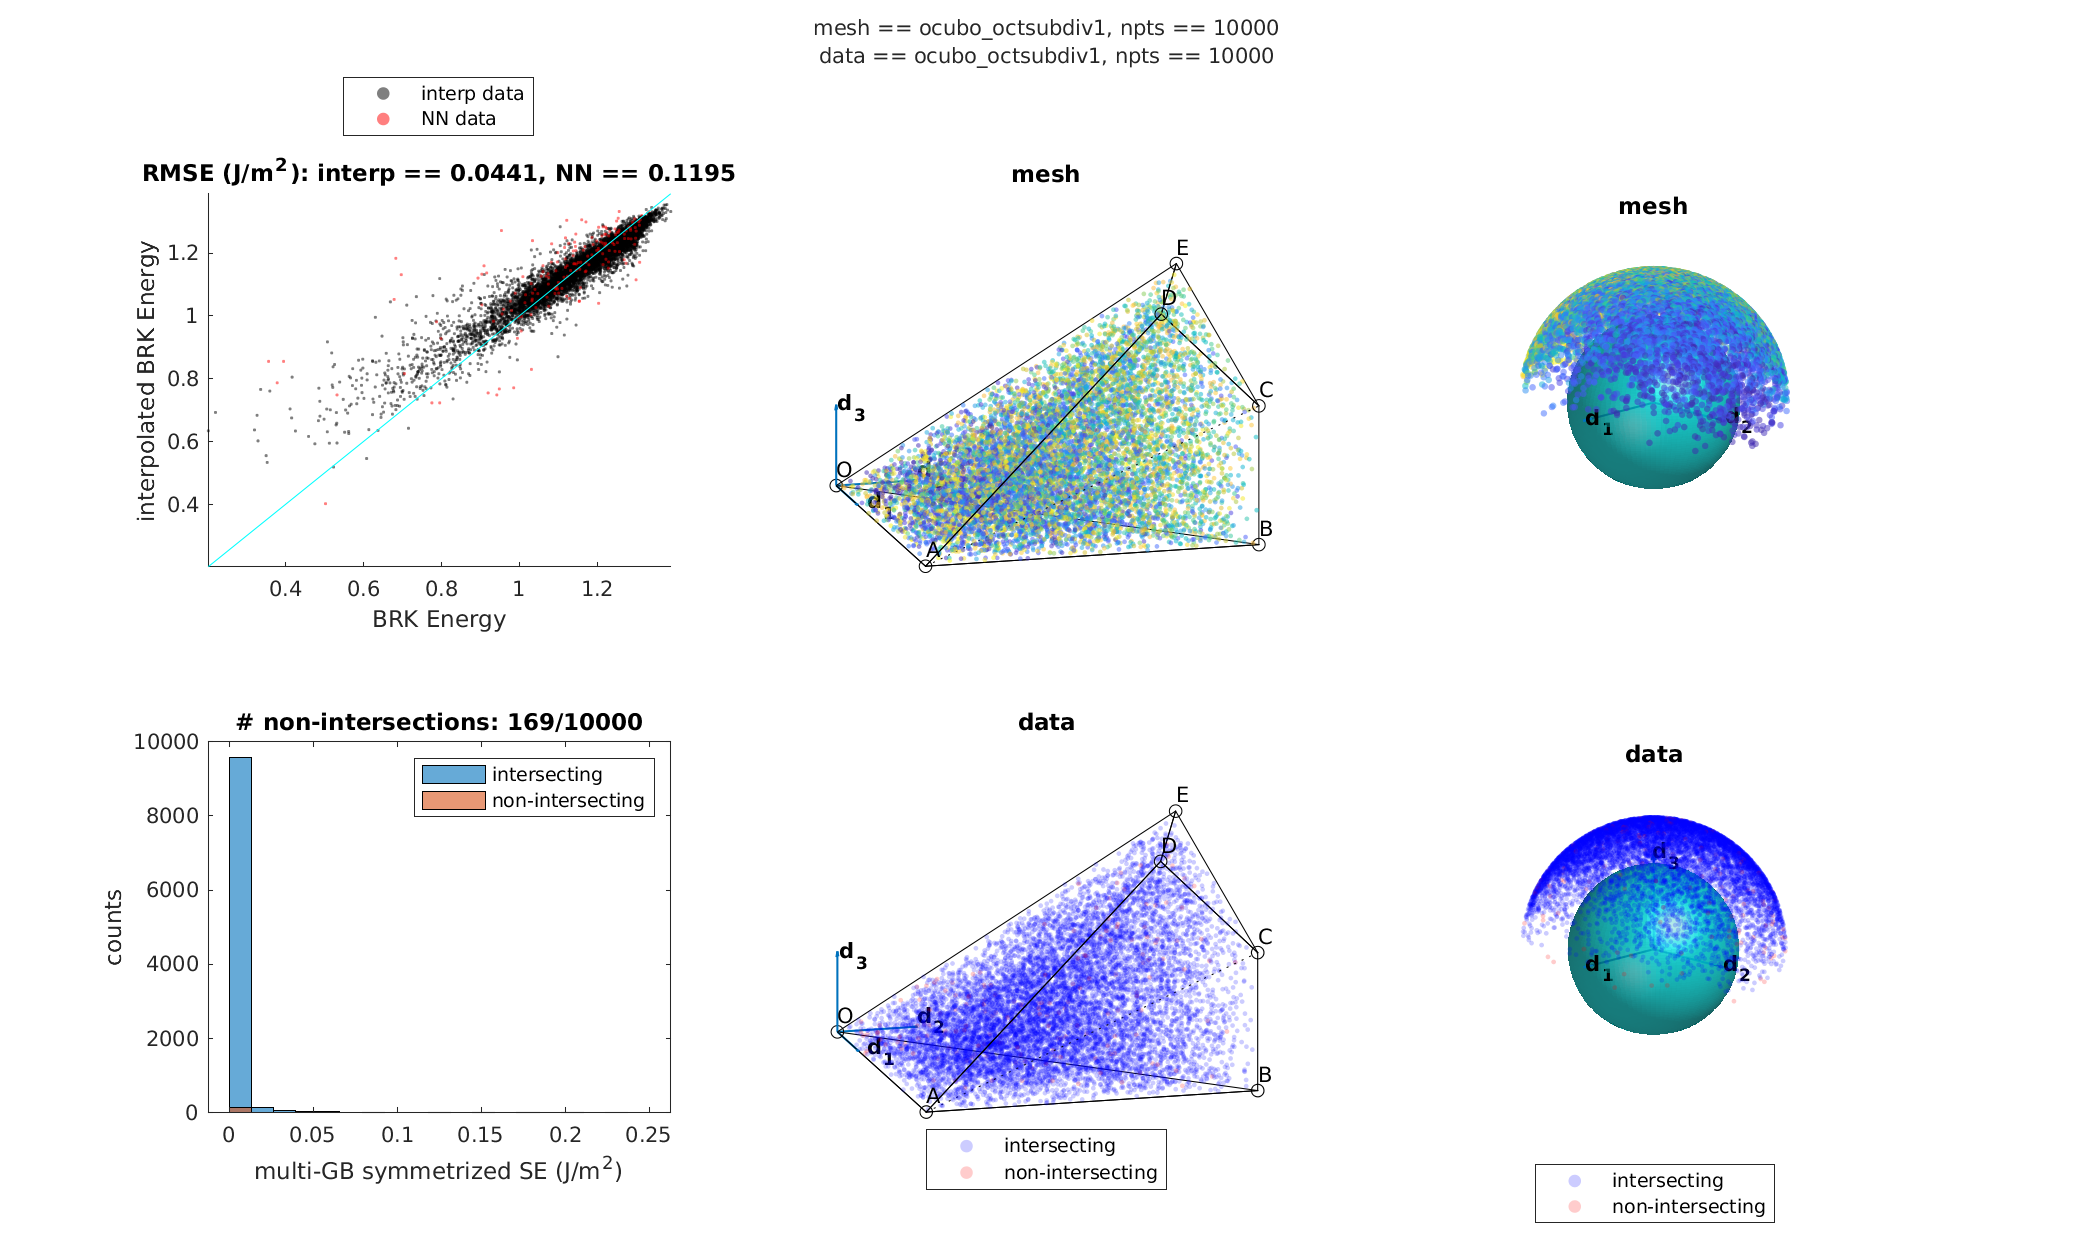 mesh == ocubo_octsubdiv1, npts == 10000
data == ocubo_octsubdiv1, npts == 10000
interp data
NN data
RMSE (J/m²): interp == 0.0441, NN == 0.1195
interpolated BRK Energy
1.2
1
0.8
0.6
0.4
0.4 0.6 0.8 1 1.2
BRK Energy
mesh
E
D
C
d₃
O
d
d₁
B
A
mesh
d₁
d₂
# non-intersections: 169/10000
intersecting
non-intersecting
counts
10000
8000
6000
4000
2000
0
0 0.05 0.1 0.15 0.2 0.25
multi-GB symmetrized SE (J/m²)
data
E
D
C
d₃
O
d₂
d₁
B
A
intersecting
non-intersecting
data
d₃
d₁
d₂
intersecting
non-intersecting